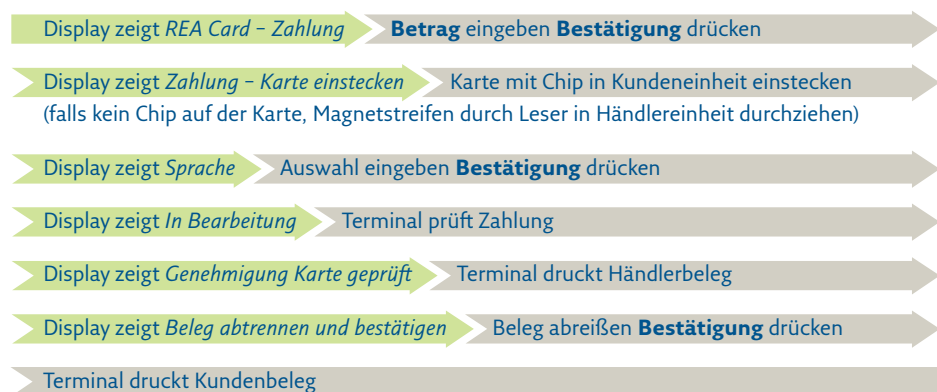 Display zeigt REA Card – Zahlung Betrag eingeben Bestätigung drücken
Display zeigt Zahlung – Karte einstecken Karte mit Chip in Kundeneinheit einstecken
(falls kein Chip auf der Karte, Magnetstreifen durch Leser in Händlereinheit durchziehen)
Display zeigt Sprache Auswahl eingeben Bestätigung drücken
Display zeigt In Bearbeitung Terminal prüft Zahlung
Display zeigt Genehmigung Karte geprüft Terminal druckt Händlerbeleg
Display zeigt Beleg abtrennen und bestätigen Beleg abreißen Bestätigung drücken
Terminal druckt Kundenbeleg